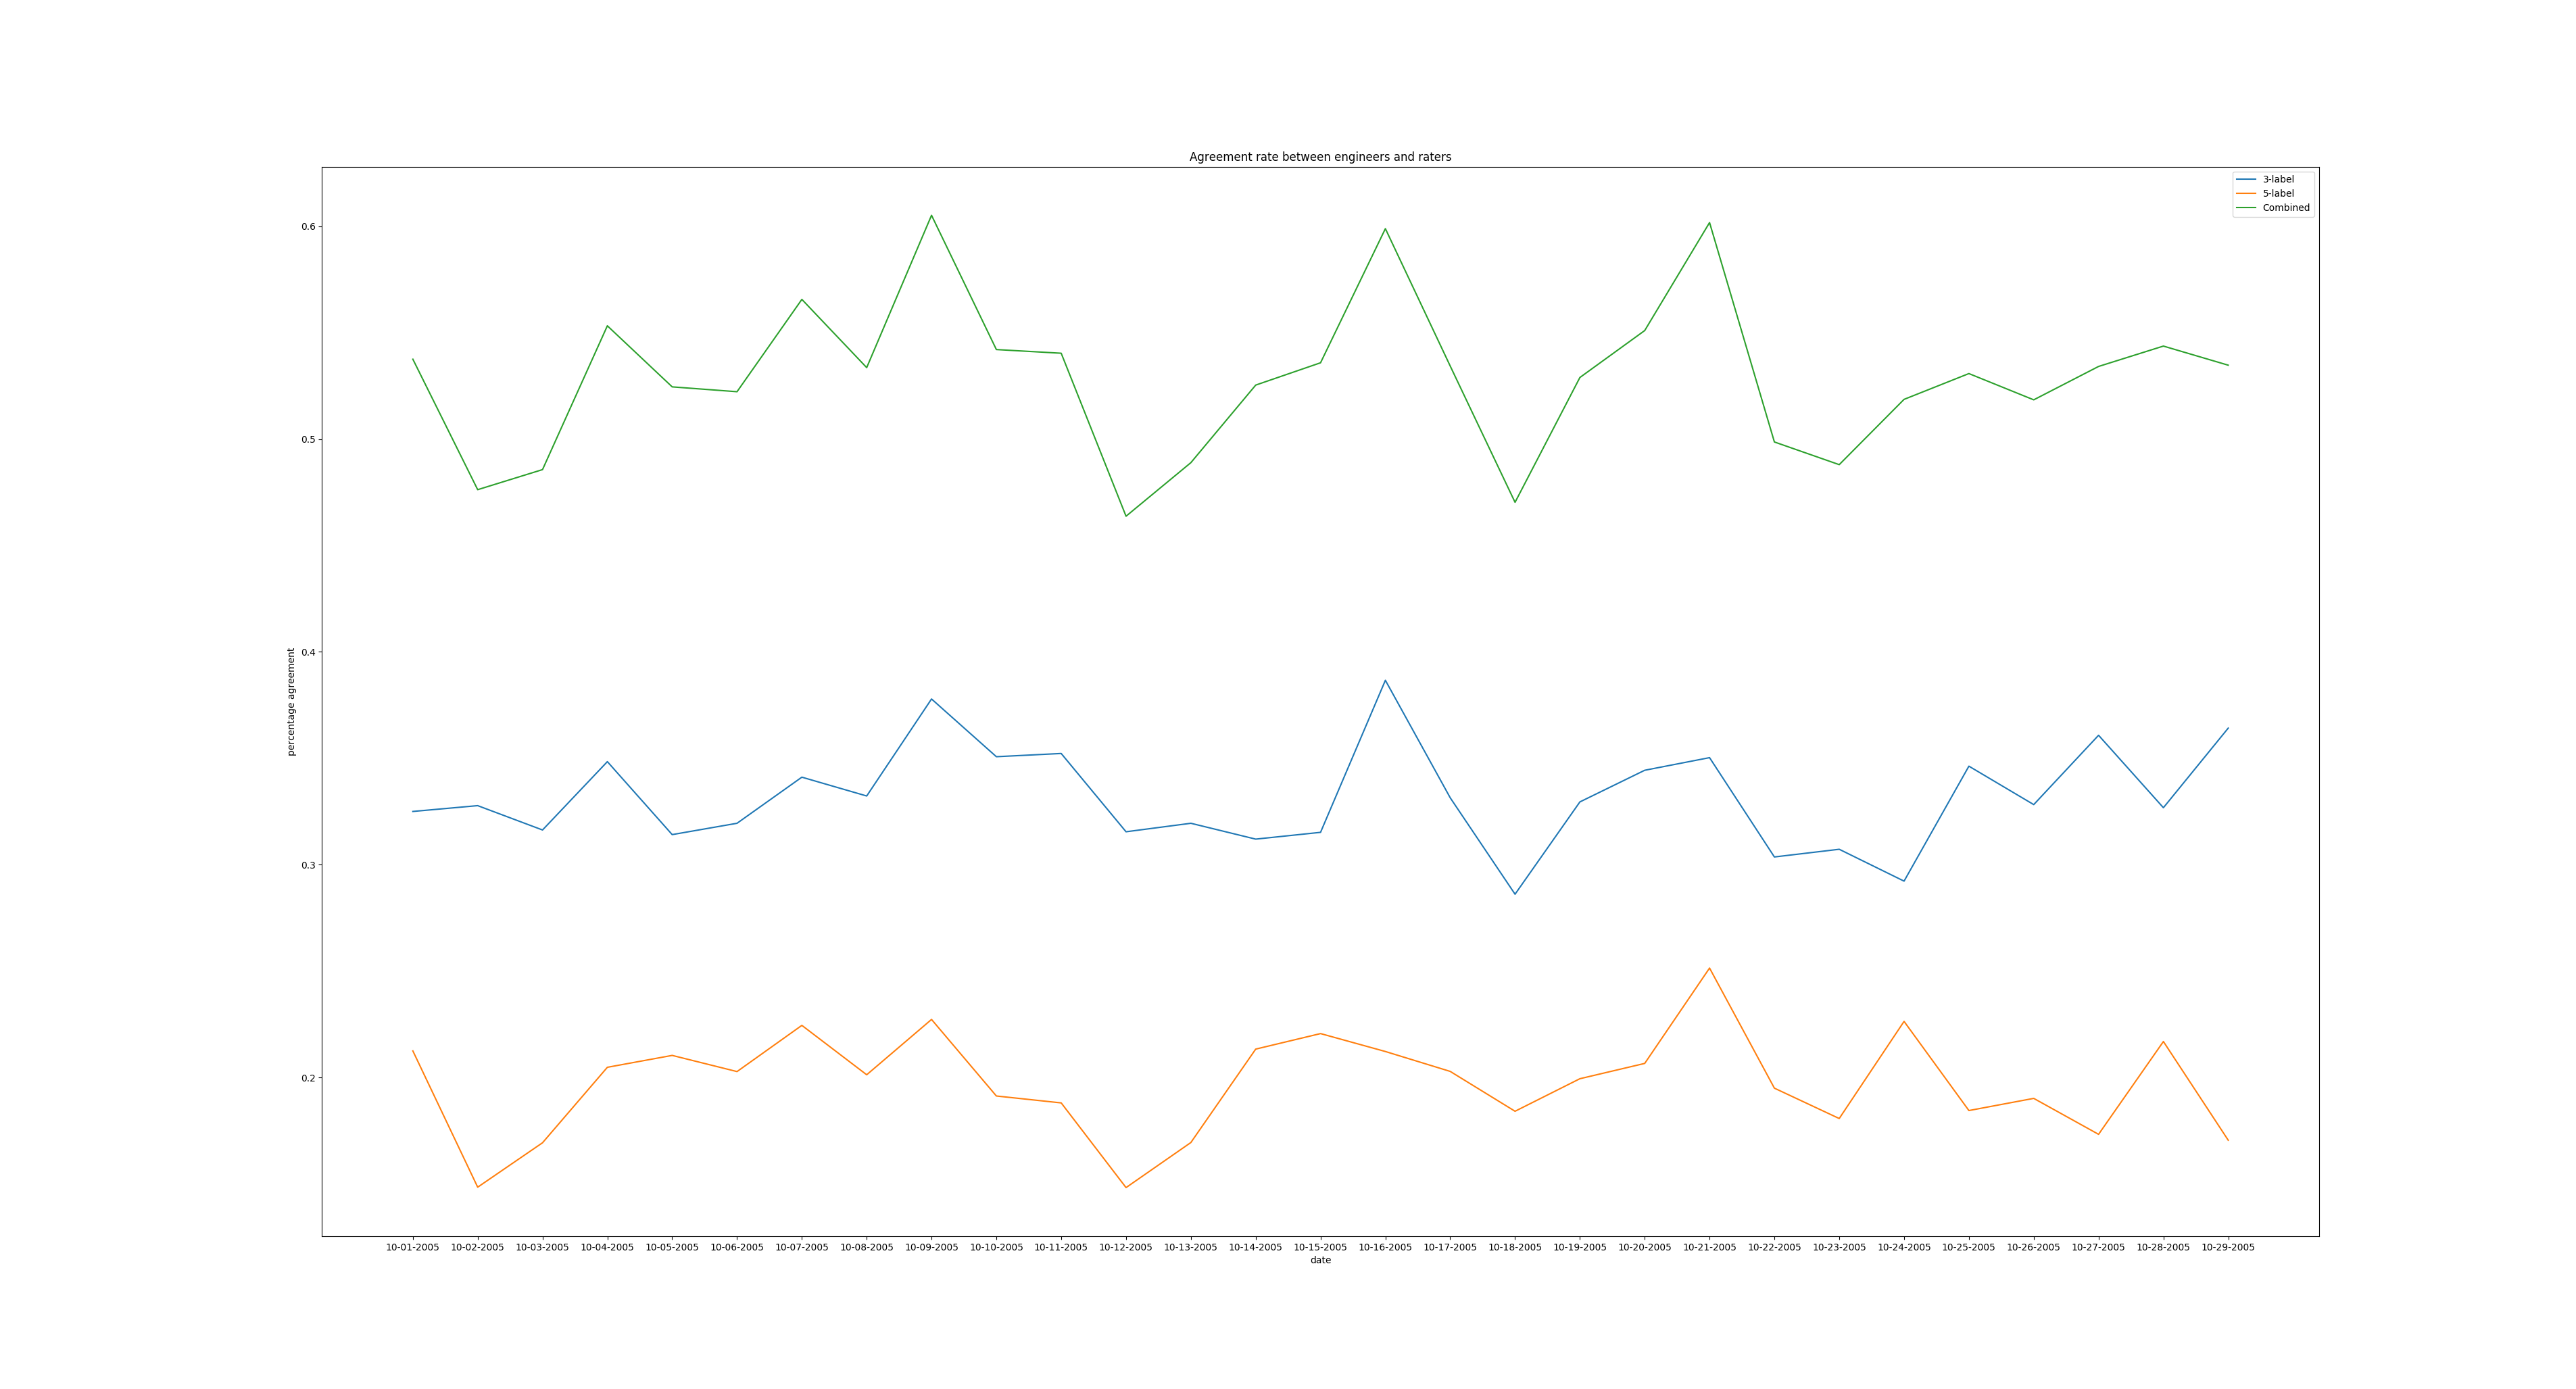 Agreement rate between engineers and raters
3-label
5-label
Combined
0.6
0.5
0.4
0.3
0.2
percentage agreement
10-01-2005 10-02-2005 10-03-2005 10-04-2005 10-05-2005 10-06-2005 10-07-2005 10-08-2005 10-09-2005 10-10-2005 10-11-2005 10-12-2005 10-13-2005 10-14-2005 10-15-2005 10-16-2005 10-17-2005 10-18-2005 10-19-2005 10-20-2005 10-21-2005 10-22-2005 10-23-2005 10-24-2005 10-25-2005 10-26-2005 10-27-2005 10-28-2005 10-29-2005
date